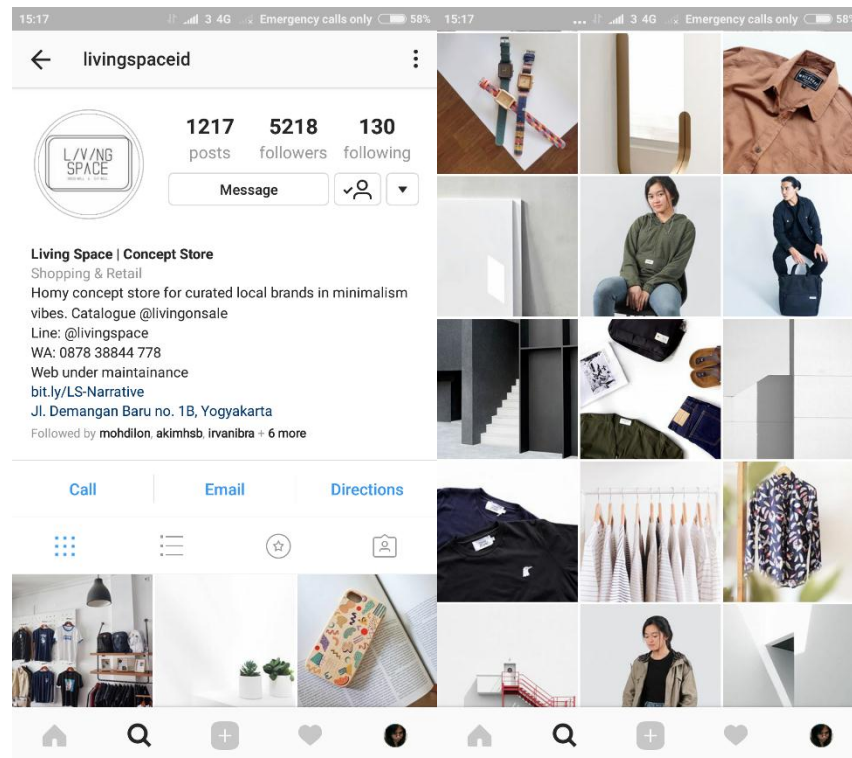 15:17
3 4G
Emergency calls only
58%
livingspaceid
L/V/NG
SPACE
1217
5218
130
posts
followers
following
Message
Living Space | Concept Store
Shopping & Retail
Homy concept store for curated local brands in minimalism
vibes. Catalogue @livingonsale
Line: @livingspace
WA: 0878 38844 778
Web under maintainance
bit.ly/LS-Narrative
Jl. Demangan Baru no. 1B, Yogyakarta
Followed by mohdilon, akimhsb, irvanibra + 6 more
Call
Email
Directions
15:17
... 3 4G
Emergency calls only
58%